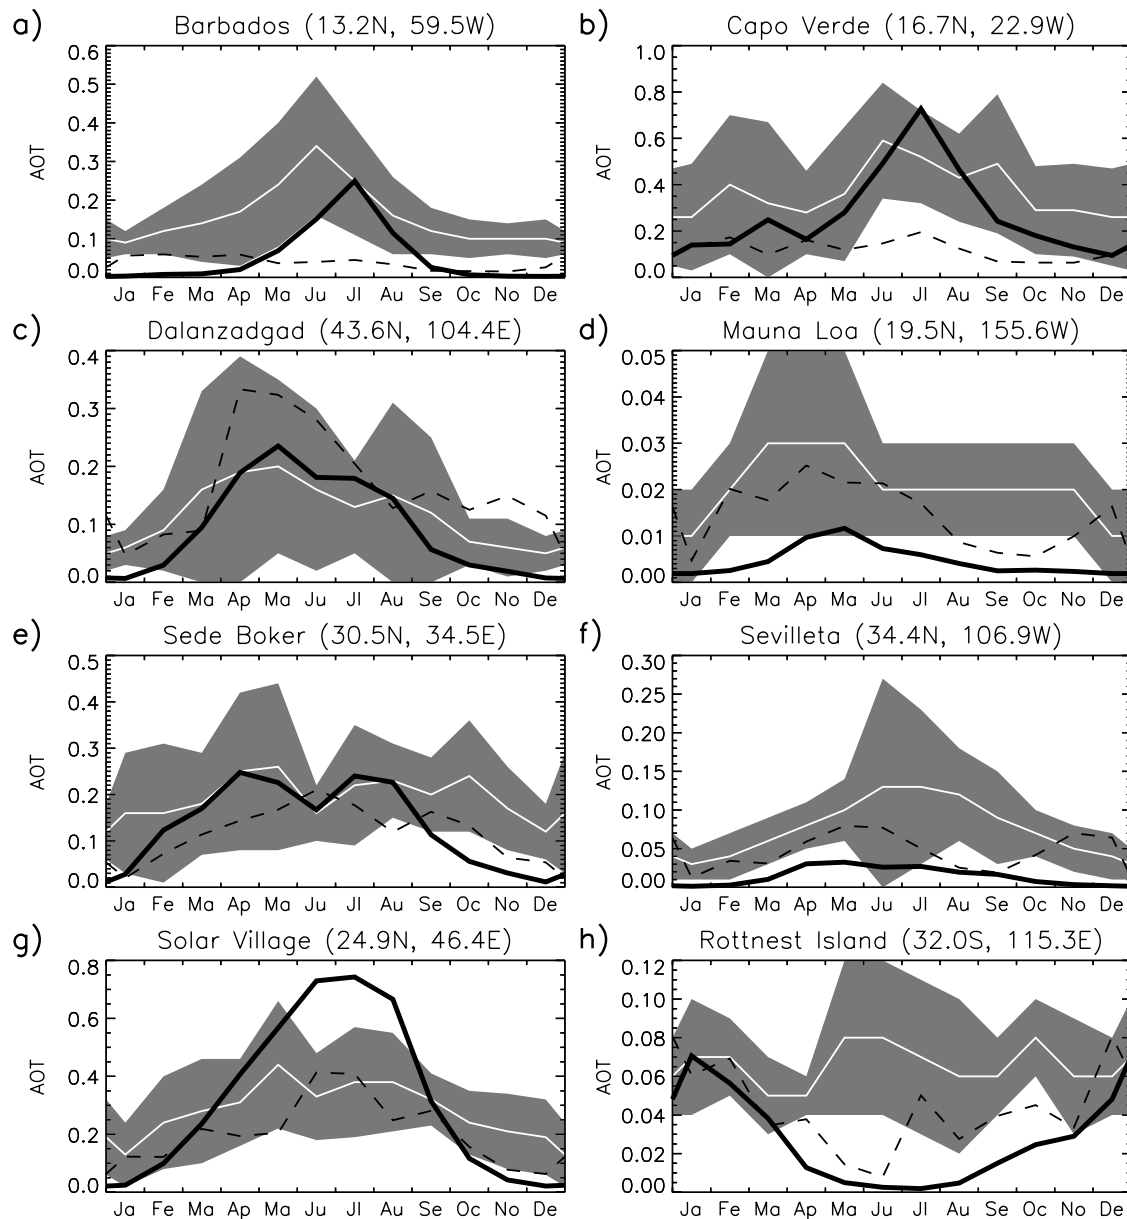 a) Barbados (13.2N, 59.5W)
0.6
0.5
0.4
0.3
0.2
0.1
0.0
AOT
Ja Fe Ma Ap Ma Ju Jl Au Se Oc No De
b) Capo Verde (16.7N, 22.9W)
1.0
0.8
0.6
0.4
0.2
0.0
AOT
Ja Fe Ma Ap Ma Ju Jl Au Se Oc No De
c) Dalanzadgad (43.6N, 104.4E)
0.4
0.3
0.2
0.1
0.0
AOT
Ja Fe Ma Ap Ma Ju Jl Au Se Oc No De
d) Mauna Loa (19.5N, 155.6W)
0.05
0.04
0.03
0.02
0.01
0.00
AOT
Ja Fe Ma Ap Ma Ju Jl Au Se Oc No De
e) Sede Boker (30.5N, 34.5E)
0.5
0.4
0.3
0.2
0.1
0.0
AOT
Ja Fe Ma Ap Ma Ju Jl Au Se Oc No De
f) Sevilleta (34.4N, 106.9W)
0.30
0.25
0.20
0.15
0.10
0.05
0.00
AOT
Ja Fe Ma Ap Ma Ju Jl Au Se Oc No De
g) Solar Village (24.9N, 46.4E)
0.8
0.6
0.4
0.2
0.0
AOT
Ja Fe Ma Ap Ma Ju Jl Au Se Oc No De
h) Rottnest Island (32.0S, 115.3E)
0.12
0.10
0.08
0.06
0.04
0.02
0.00
AOT
Ja Fe Ma Ap Ma Ju Jl Au Se Oc No De